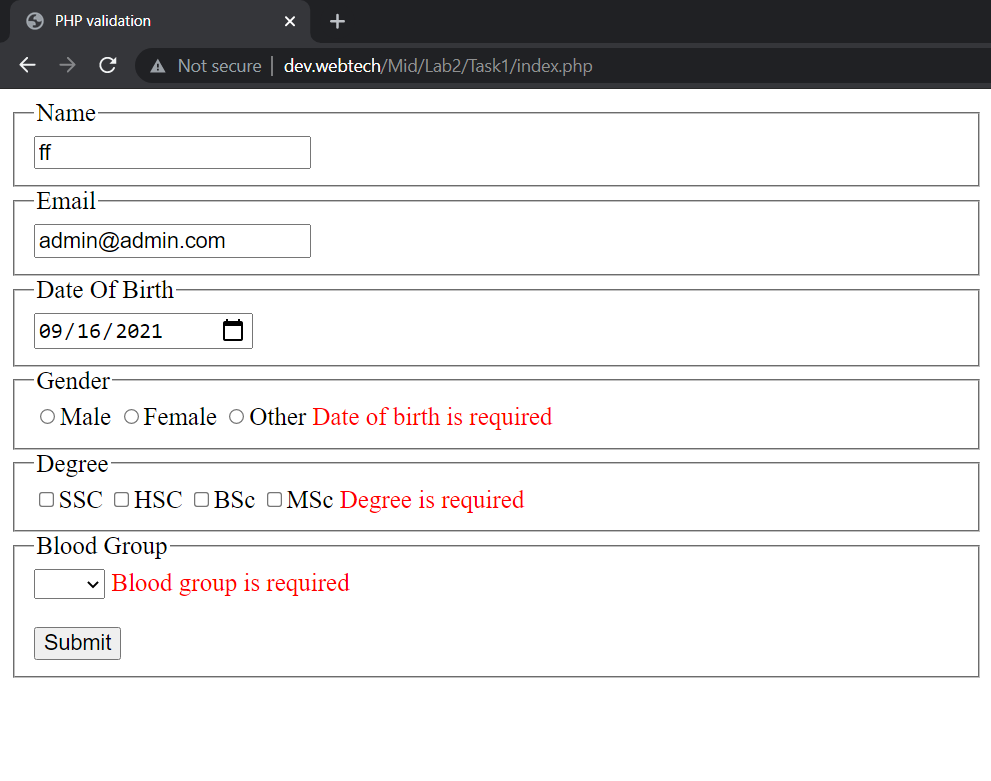 PHP validation
Not secure | dev.webtech/Mid/Lab2/Task1/index.php
Name
ff
Email
admin@admin.com
Date Of Birth
09/16/2021
Gender
Male Female Other Date of birth is required
Degree
SSC HSC BSc MSc Degree is required
Blood Group
Blood group is required
Submit